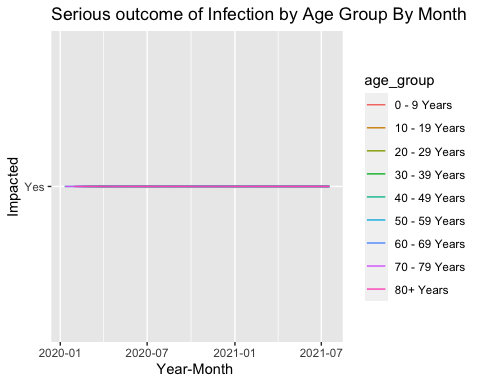 Serious outcome of Infection by Age Group By Month
Impacted
Yes
2020-01
2020-07
2021-01
2021-07
Year-Month
age_group
0 - 9 Years
10 - 19 Years
20 - 29 Years
30 - 39 Years
40 - 49 Years
50 - 59 Years
60 - 69 Years
70 - 79 Years
80+ Years